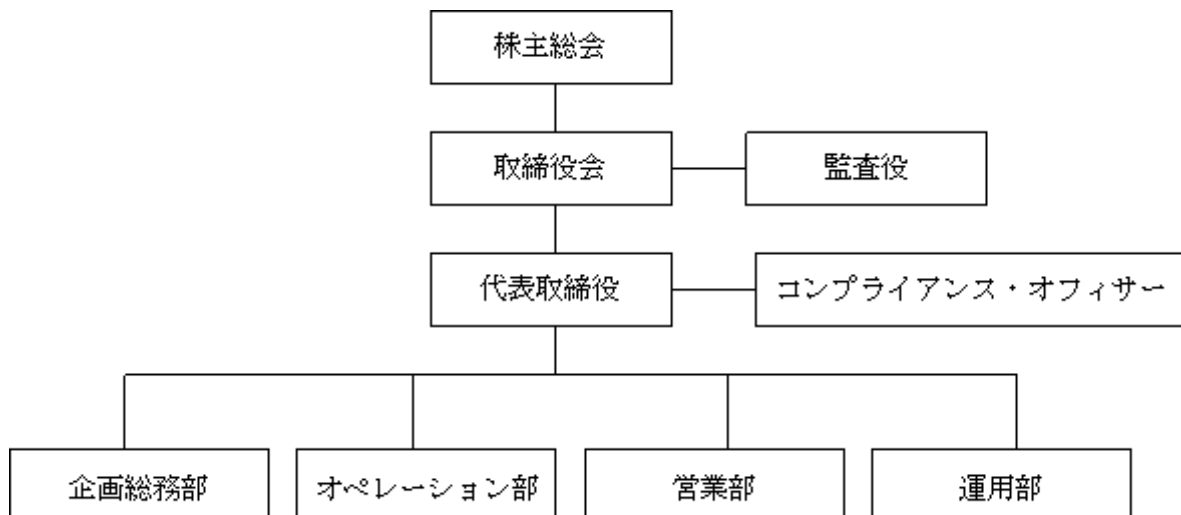 株主総会
取締役会
監査役
代表取締役
コンプライアンス・オフィサー
企画総務部
オペレーション部
営業部
運用部